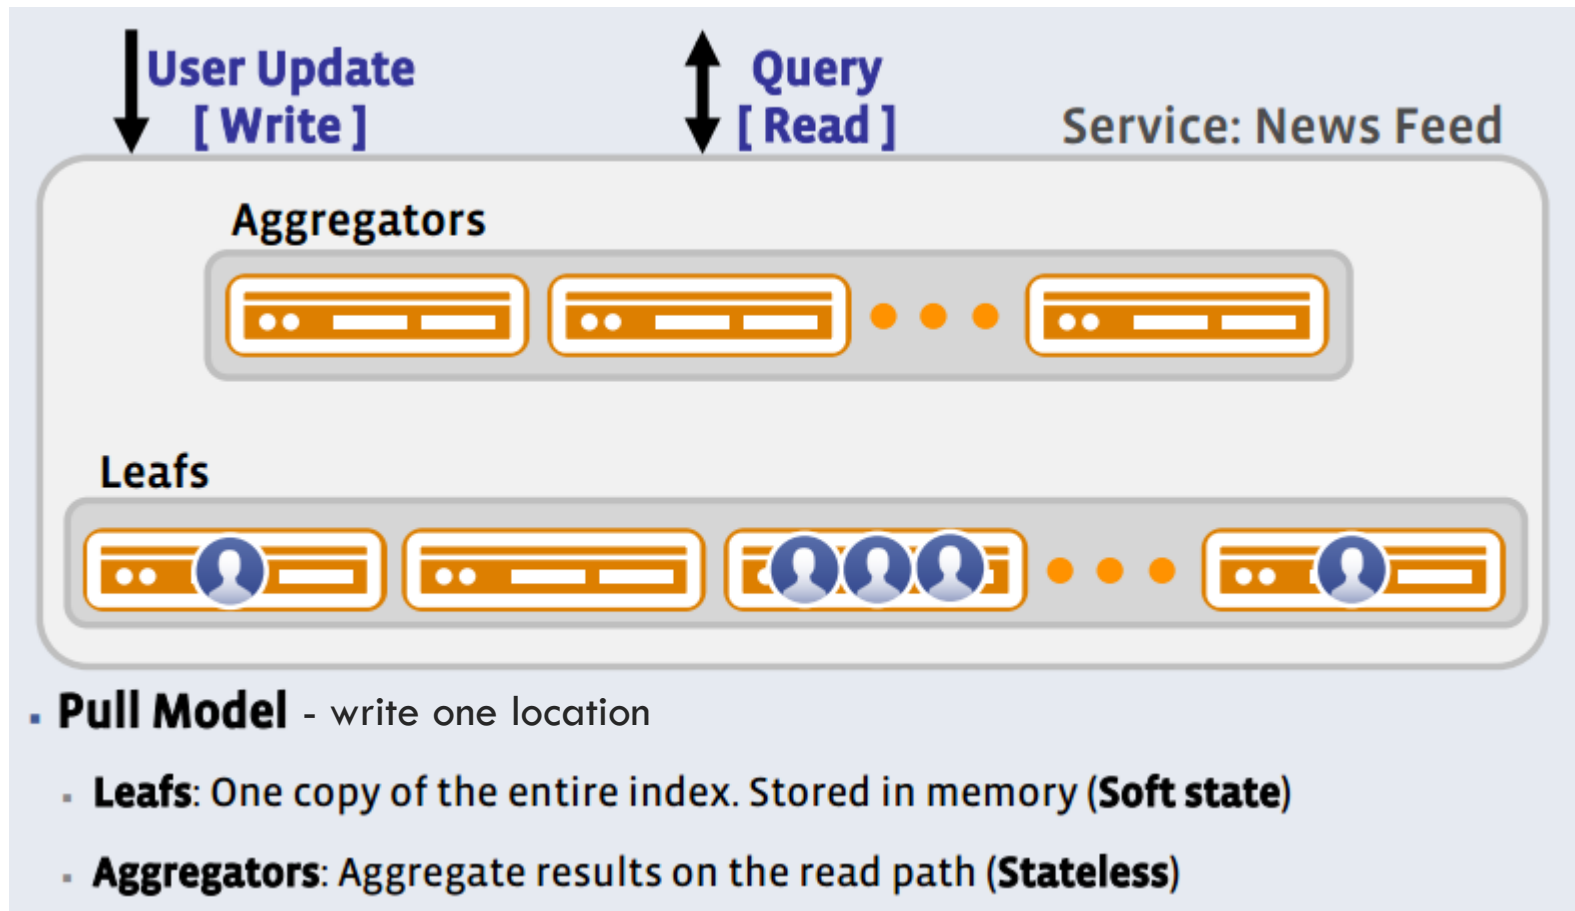 User Update
[ Write ]
Query
[ Read ]
Service: News Feed
Aggregators
Leafs
▪ Pull Model - write one location
▪ Leafs: One copy of the entire index. Stored in memory (Soft state)
▪ Aggregators: Aggregate results on the read path (Stateless)